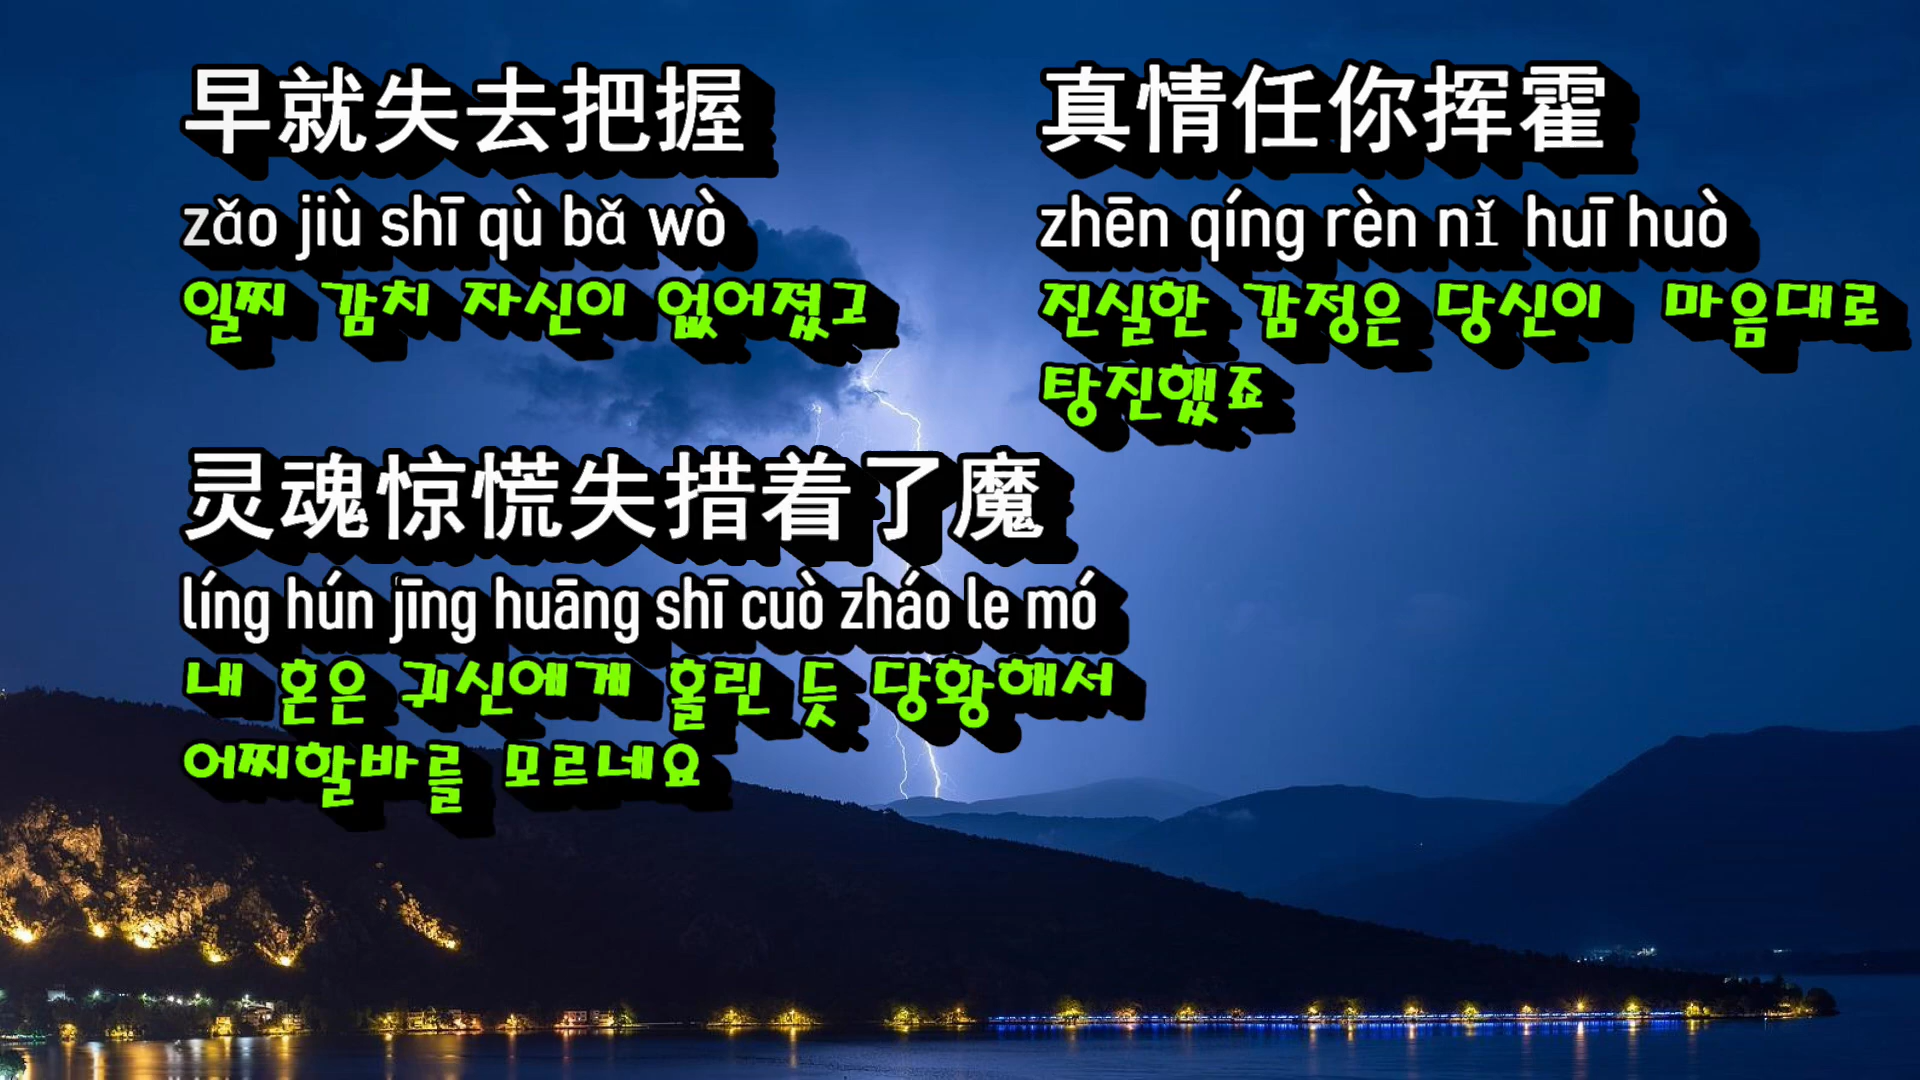 早就失去把握
zǎo jiù shī qù bǎ wò
일찌 감치 자신이 없어졌고
真情任你挥霍
zhēn qíng rèn nǐ huī huò
진실한 감정은 당신이 마음대로
탕진했죠
灵魂惊慌失措着了魔
líng hún jīng huāng shī cuò zháo le mó
내 혼은 귀신에게 홀린 듯 당황해서
어찌할바를 모르네요